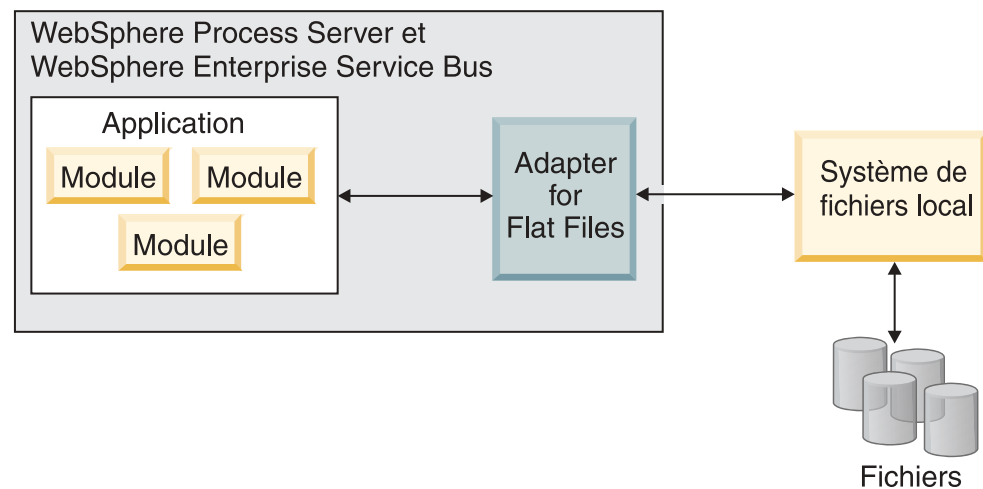 WebSphere Process Server et
WebSphere Enterprise Service Bus
Application
Module
Module
Module
Adapter
for
Flat Files
Système de
fichiers local
Fichiers